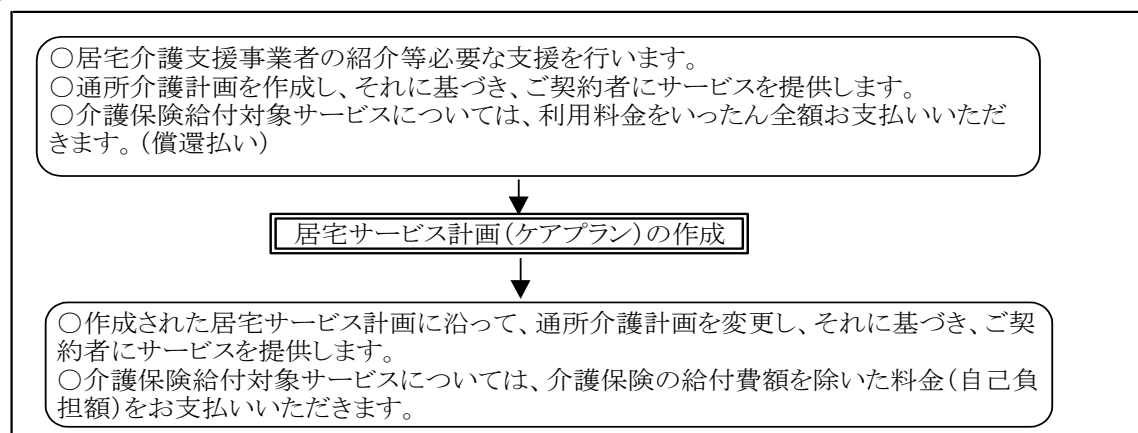 ○居宅介護支援事業者の紹介等必要な支援を行います。
○通所介護計画を作成し、それに基づき、ご契約者にサービスを提供します。
○介護保険給付対象サービスについては、利用料金をいったん全額お支払いいただ
きます。（償還払い）
居宅サービス計画（ケアプラン）の作成
○作成された居宅サービス計画に沿って、通所介護計画を変更し、それに基づき、ご契
約者にサービスを提供します。
○介護保険給付対象サービスについては、介護保険の給付費額を除いた料金（自己負
担額）をお支払いいただきます。